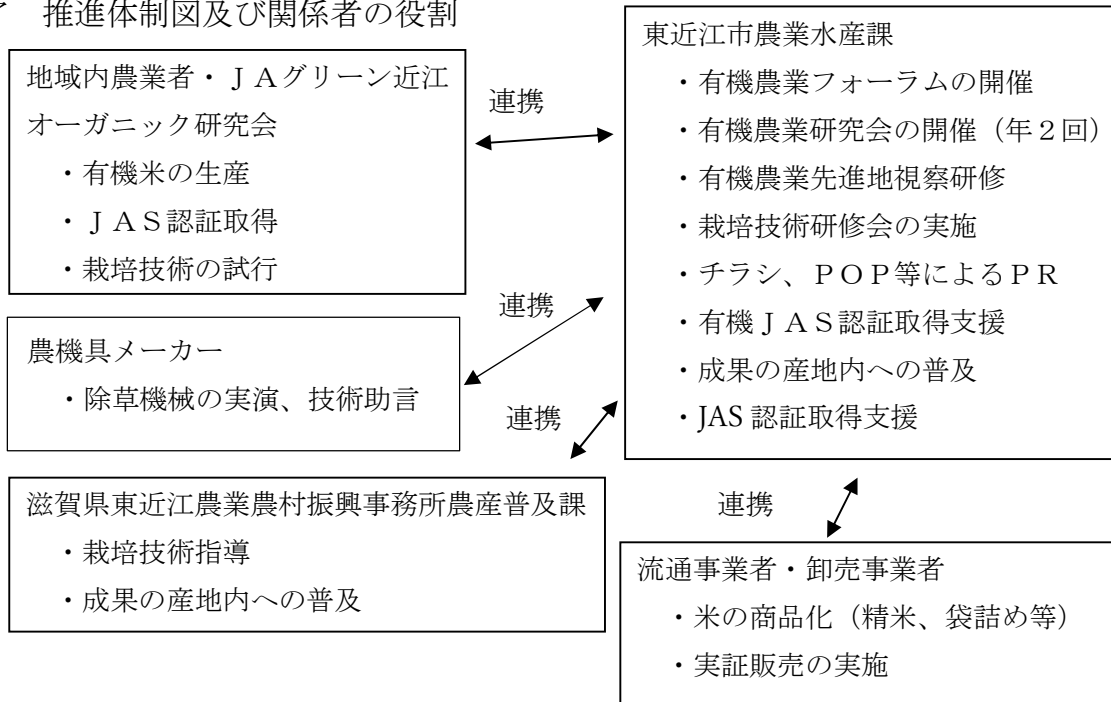 推進体制図及び関係者の役割
地域内農業者・ＪＡグリーン近江
オーガニック研究会
・有機米の生産
・ＪＡＳ認証取得
・栽培技術の試行
連携
農機具メーカー
・除草機械の実演、技術助言
連携
滋賀県東近江農業農村振興事務所農産普及課
・栽培技術指導
・成果の産地内への普及
連携
東近江市農業水産課
・有機農業フォーラムの開催
・有機農業研究会の開催（年２回）
・有機農業先進地視察研修
・栽培技術研修会の実施
・チラシ、ＰＯＰ等によるＰＲ
・有機ＪＡＳ認証取得支援
・成果の産地内への普及
・JAS 認証取得支援
連携
流通事業者・卸売事業者
・米の商品化（精米、袋詰め等）
・実証販売の実施